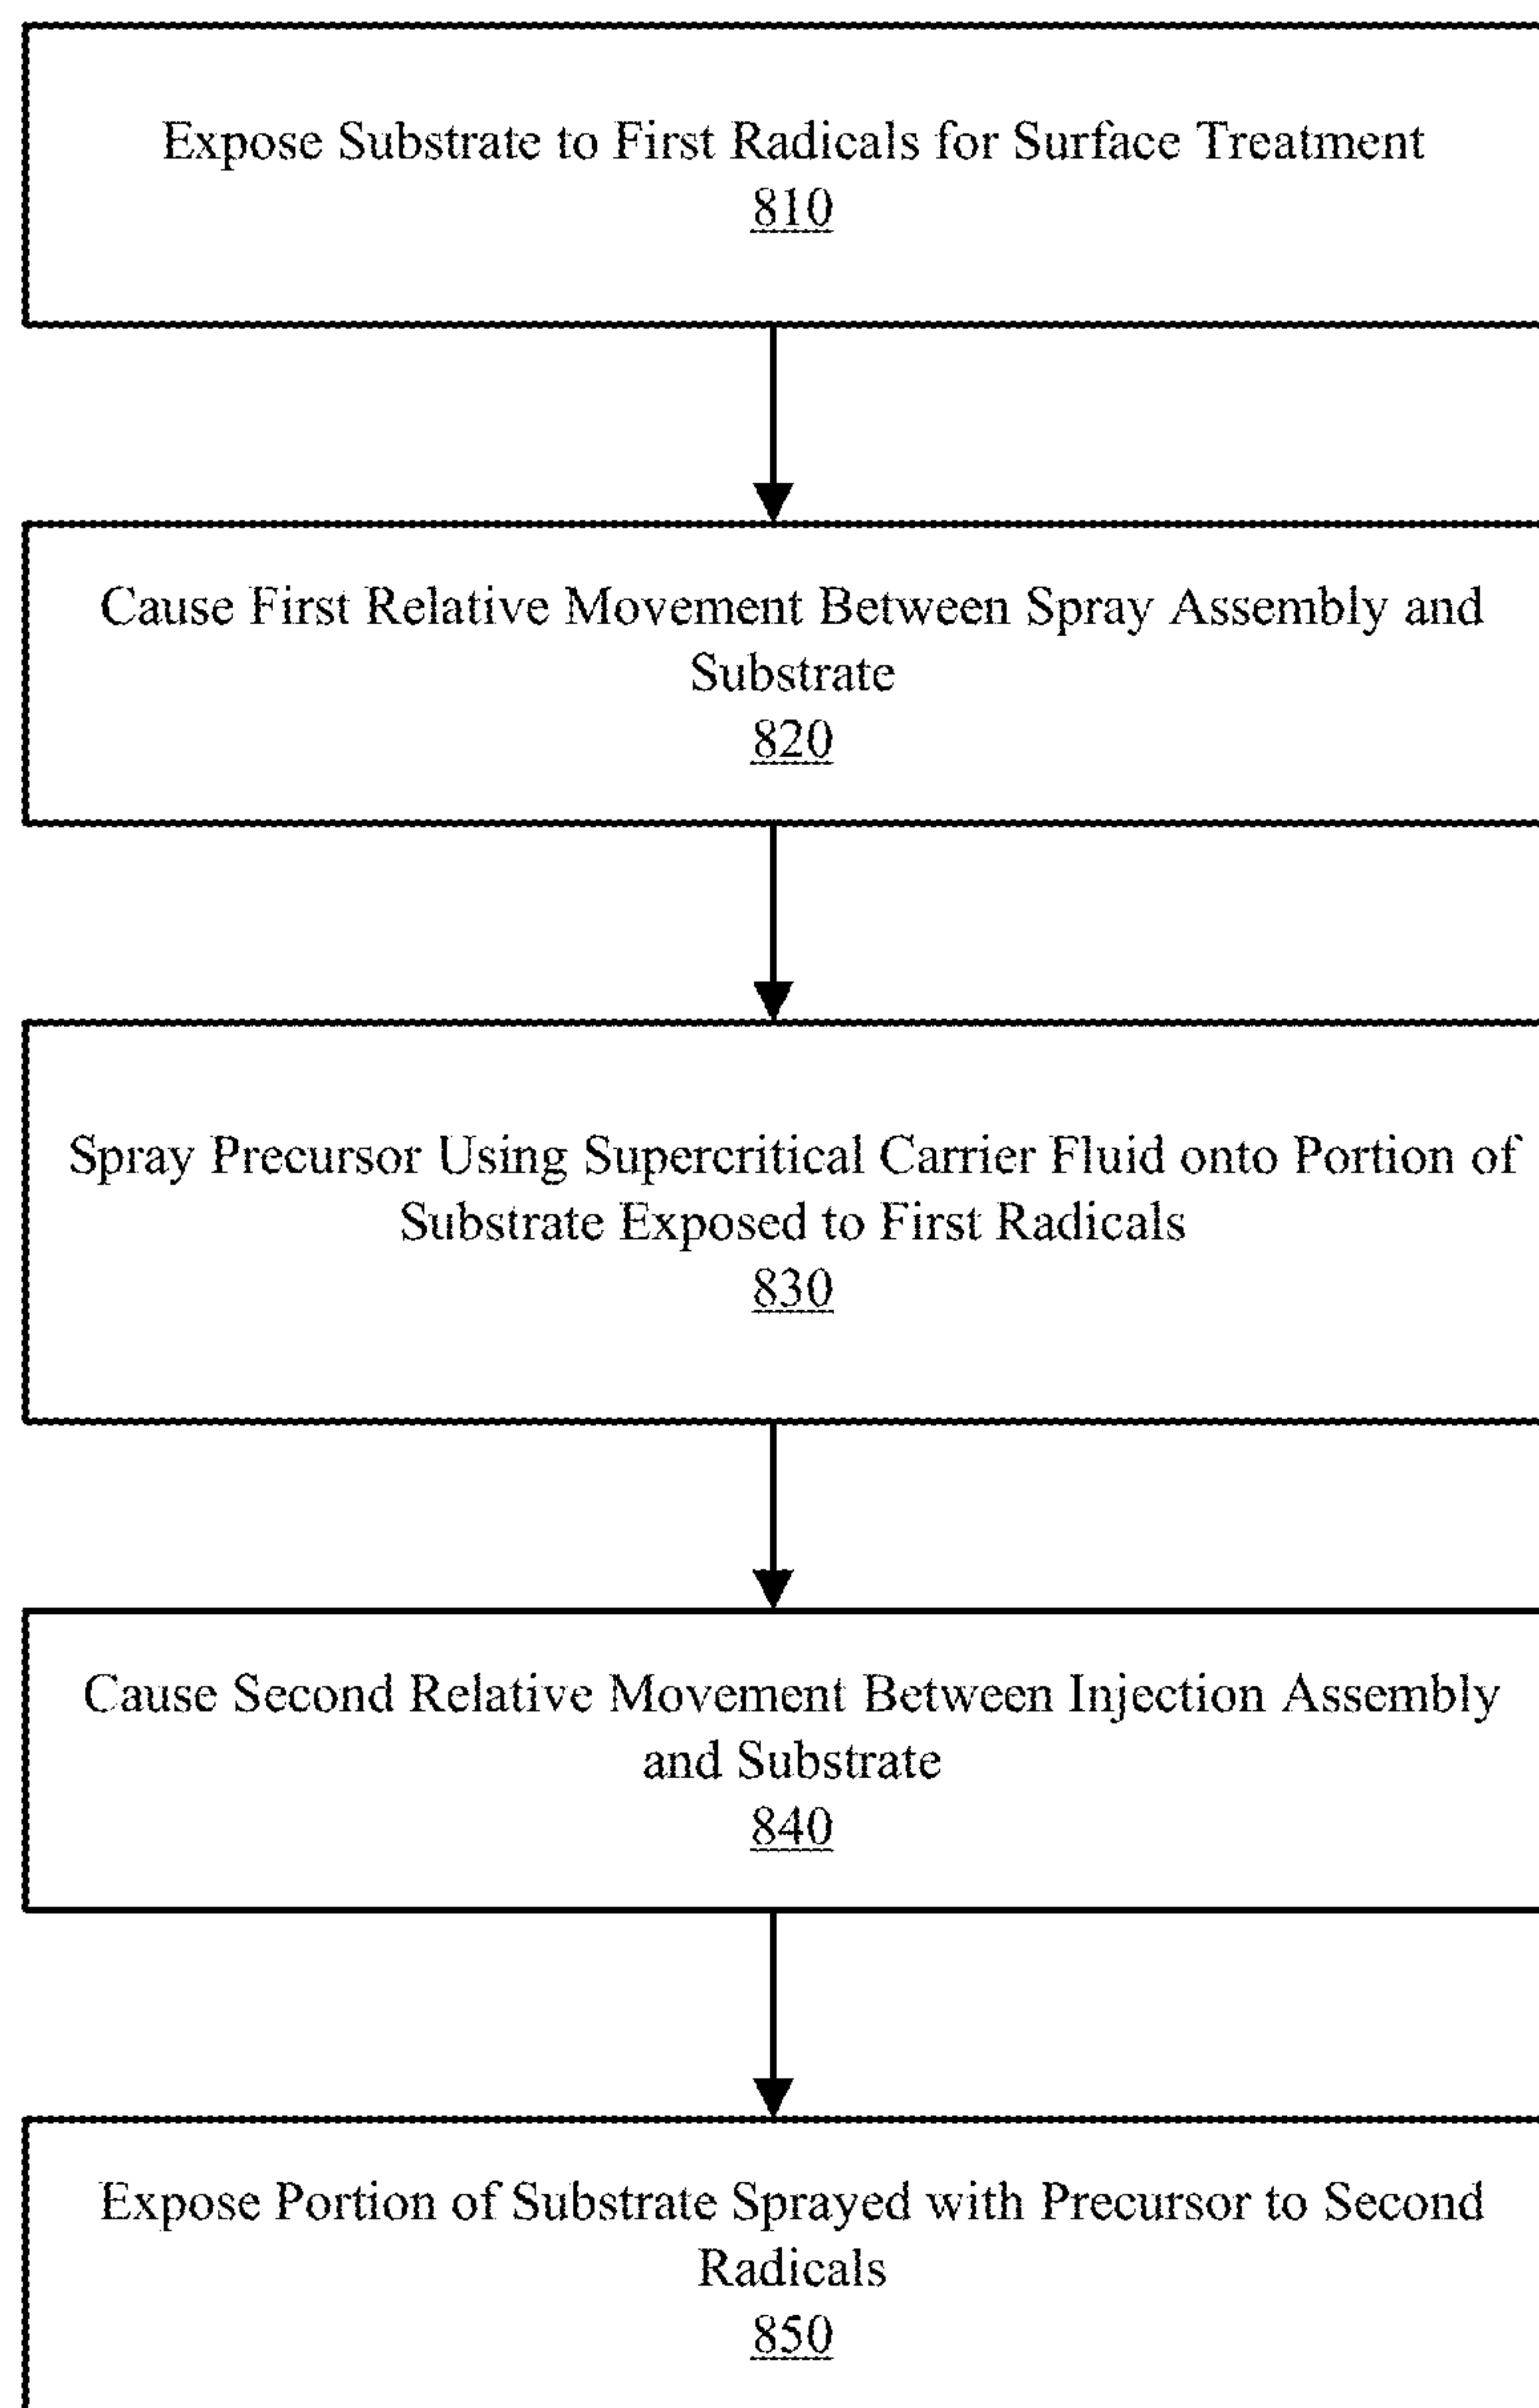 Expose Substrate to First Radicals for Surface Treatment
810
Cause First Relative Movement Between Spray Assembly and
Substrate
820
Spray Precursor Using Supercritical Carrier Fluid onto Portion of
Substrate Exposed to First Radicals
830
Cause Second Relative Movement Between Injection Assembly
and Substrate
840
Expose Portion of Substrate Sprayed with Precursor to Second
Radicals
850